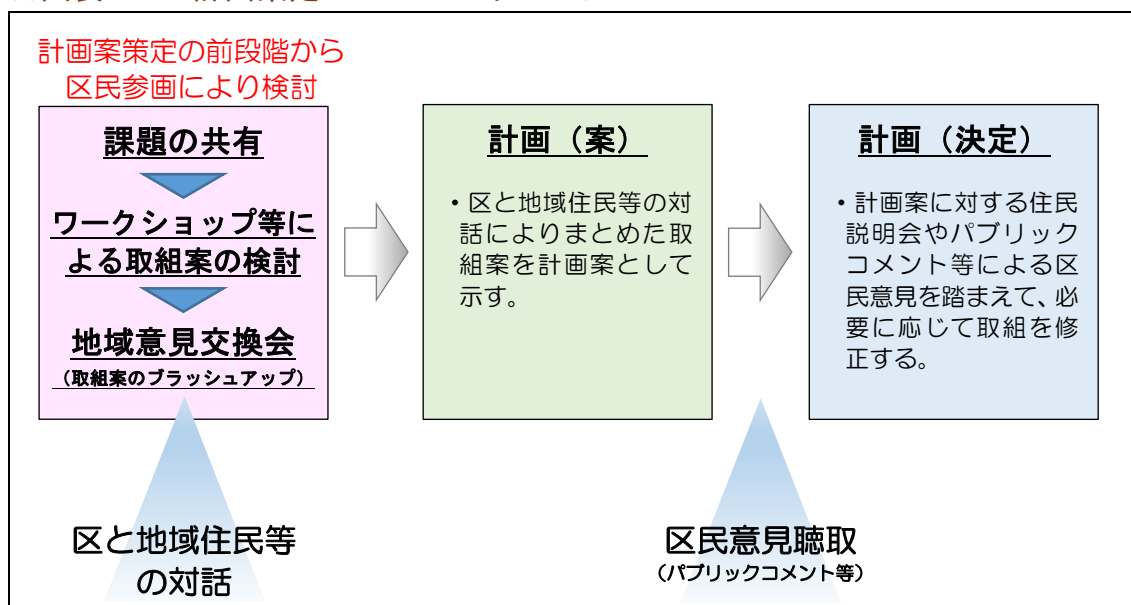 計画案策定の前段階から
区民参画により検討
課題の共有
ワークショップ等に
よる取組案の検討
地域意見交換会
(取組案のブラッシュアップ)
計画(案)
・区と地域住民等の対
話によりまとめた取
組案を計画案として
示す。
計画(決定)
・計画案に対する住民
説明会やパブリック
コメント等による区
民意見を踏まえて、必
要に応じて取組を修
正する。
区と地域住民等
の対話
区民意見聴取
(パブリックコメント等)